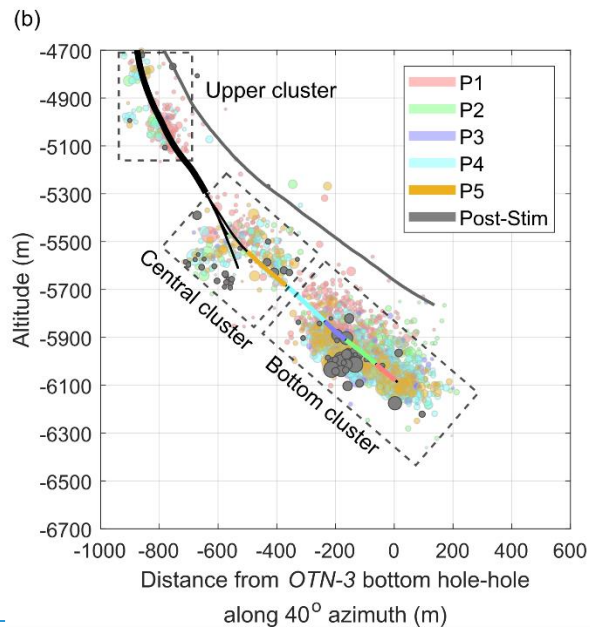 (b)
-4700
-4900
-5100
-5300
-5500
-5700
-5900
-6100
-6300
-6500
-6700
Altitude (m)
Upper cluster
Central cluster
Bottom cluster
P1
P2
P3
P4
P5
Post-Stim
-1000 -800 -600 -400 -200 0 200 400 600
Distance from OTN-3 bottom hole-hole
along 40° azimuth (m)